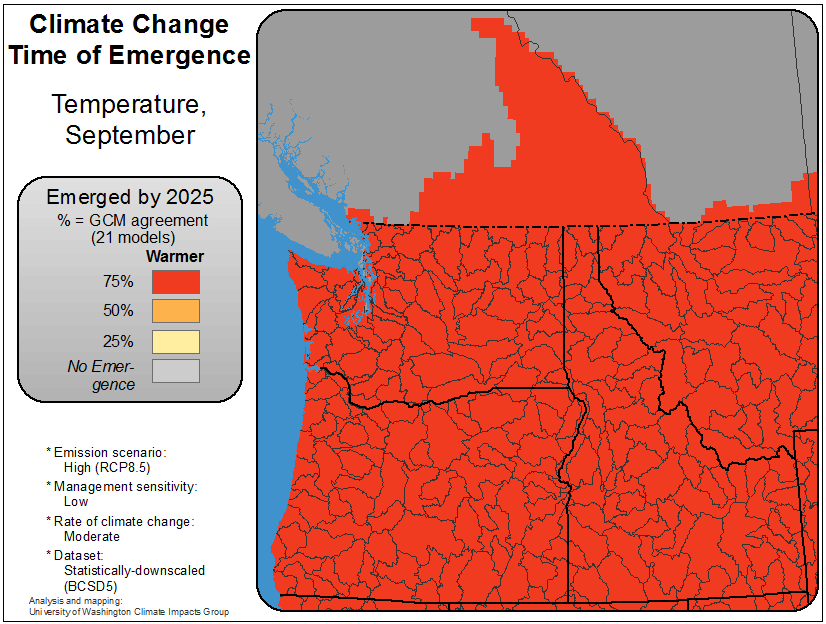 Climate Change
Time of Emergence
Temperature,
September
Emerged by 2025
% = GCM agreement
(21 models)
Warmer
75%
50%
25%
No Emer-
gence
* Emission scenario:
High (RCP8.5)
* Management sensitivity:
Low
* Rate of climate change:
Moderate
* Dataset:
Statistically-downscaled
(BCSD5)
Analysis and mapping:
University of Washington Climate Impacts Group